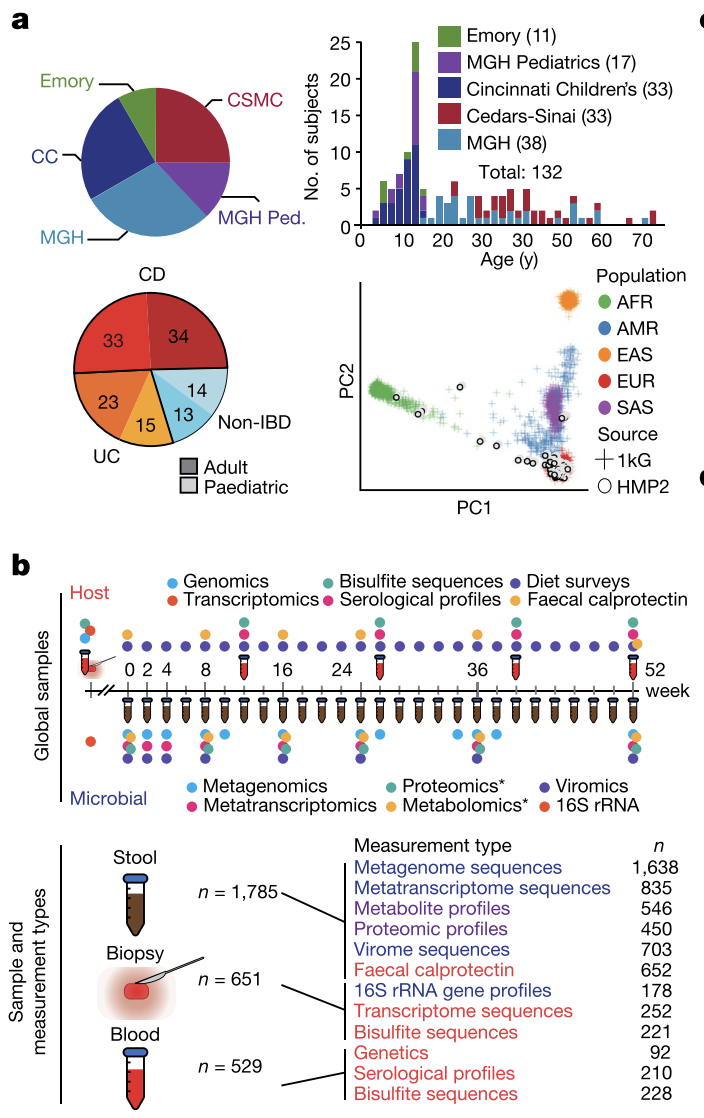 a
c
Emory
CSMC
CC
MGH Ped.
MGH
No. of subjects
25
20
15
10
5
0
Emory (11)
MGH Pediatrics (17)
Cincinnati Children's (33)
Cedars-Sinai (33)
MGH (38)
Total: 132
0 10 20 30 30 50 60 70
Age (y)
CD
33
34
23
15
14
13
Non-IBD
UC
Adult
Paediatric
PC2
PC1
Population
AFR
AMR
EAS
EUR
SAS
Source
1kG
HMP2
b
Host
Genomics Bisulfite sequences Diet surveys
Transcriptomics Serological profiles Faecal calprotectin
Global samples
0 2 4 8 12 16 24 36 52
week
Microbial
Metagenomics Proteomics* Viromics
Metatranscriptomics Metabolomics* 16S rRNA
Sample and
measurement types
Stool
n = 1,785
Biopsy
n = 651
Blood
n = 529
Measurement type n
Metagenome sequences 1,638
Metatranscriptome sequences 835
Metabolite profiles 546
Proteomic profiles 450
Virome sequences 703
Faecal calprotectin 652
16S rRNA gene profiles 178
Transcriptome sequences 252
Bisulfite sequences 221
Genetics 92
Serological profiles 210
Bisulfite sequences 228